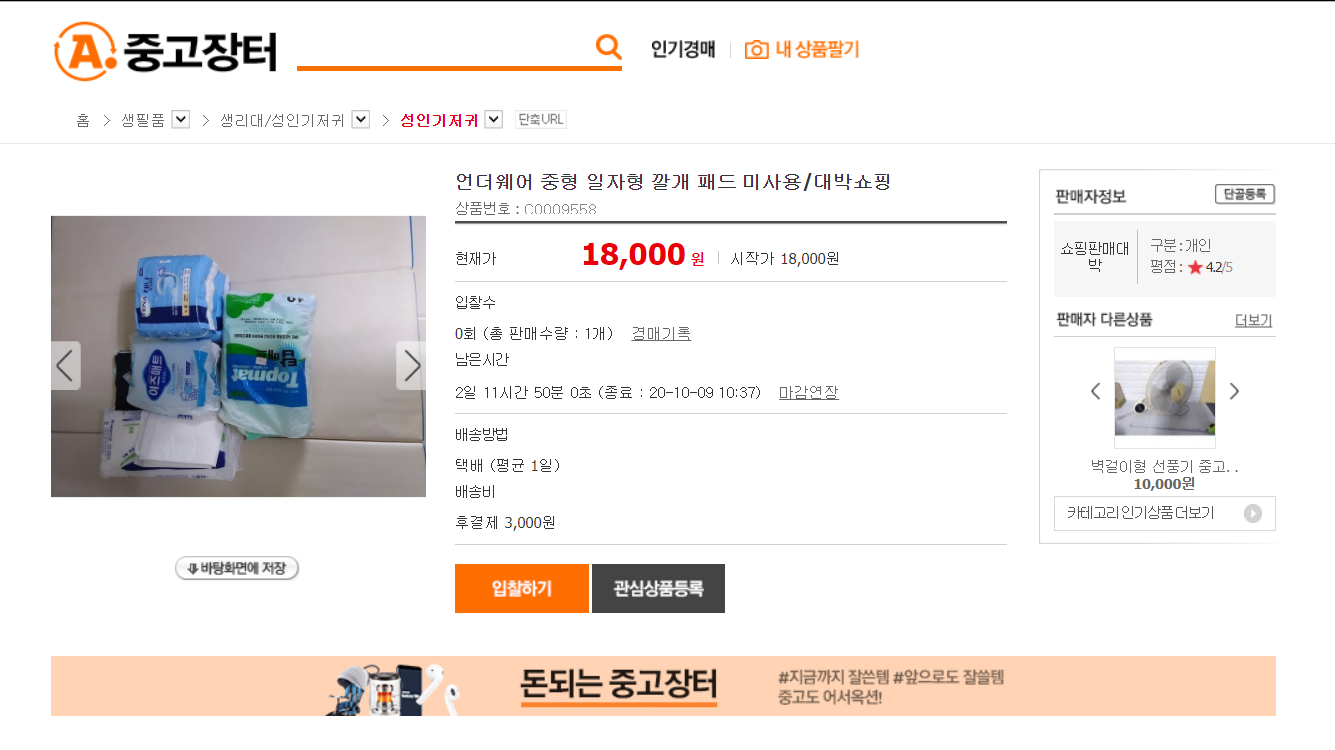 A. 중고장터
인기경매
내 상품팔기
홈 > 생필품 > 생리대/성인기저귀 > 성인기저귀 단축URL
언더웨어 중형 일자형 깔개 패드 미사용/대박쇼핑
상품번호 : C0009558
현재가 18,000 원 시작가 18,000원
입찰수
0회 (총 판매수량 : 1개) 경매기록
남은시간
2일 11시간 50분 0초 (종료 : 20-10-09 10:37) 마감연장
배송방법
택배 (평균 1일)
배송비
후결제 3,000원
입찰하기
관심상품등록
이즈매트
탑매트
Topmat
바탕화면에 저장
판매자정보 단골등록
쇼핑판매대
박
구분 : 개인
평점 : ★ 4.2/5
판매자 다른상품 더보기
벽걸이형 선풍기 중고. .
10,000원
카테고리 인기상품 더보기
돈되는 중고장터
#지금까지 잘쓴템 #앞으로도 잘쓸템
중고도 어서옥션!